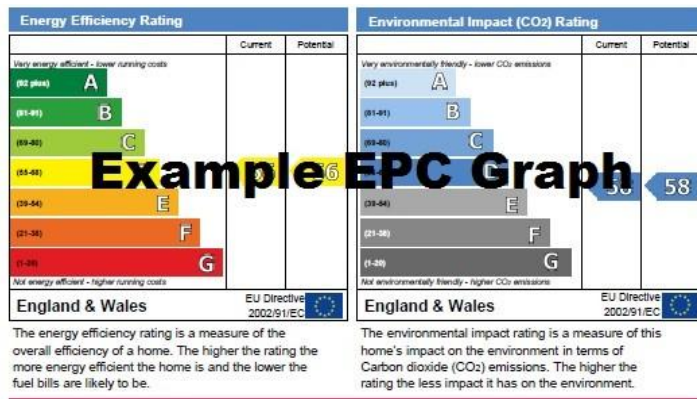 Energy Efficiency Rating
Current Potential
Very energy efficient - lower running costs
(92 plus) A
(81-91) B
(69-80) C
(55-68)
(39-54) E
(21-38) F
(1-20) G
Not energy efficient - higher running costs
England & Wales
EU Directive
2002/91/EC
The energy efficiency rating is a measure of the
overall efficiency of a home. The higher the rating the
more energy efficient the home is and the lower the
fuel bills are likely to be.
Environmental Impact (CO2) Rating
Current Potential
Very environmentally friendly - lower CO2 emissions
(92 plus) A
(81-91) B
(69-80) C
(55-68)
(39-54) E
(21-38) F
(1-20) G
58
Not environmentally friendly - higher CO2 emissions
England & Wales
EU Directive
2002/91/EC
The environmental impact rating is a measure of this
home's impact on the environment in terms of
Carbon dioxide (CO2) emissions. The higher the
rating the less impact it has on the environment.
Example EPC Graph